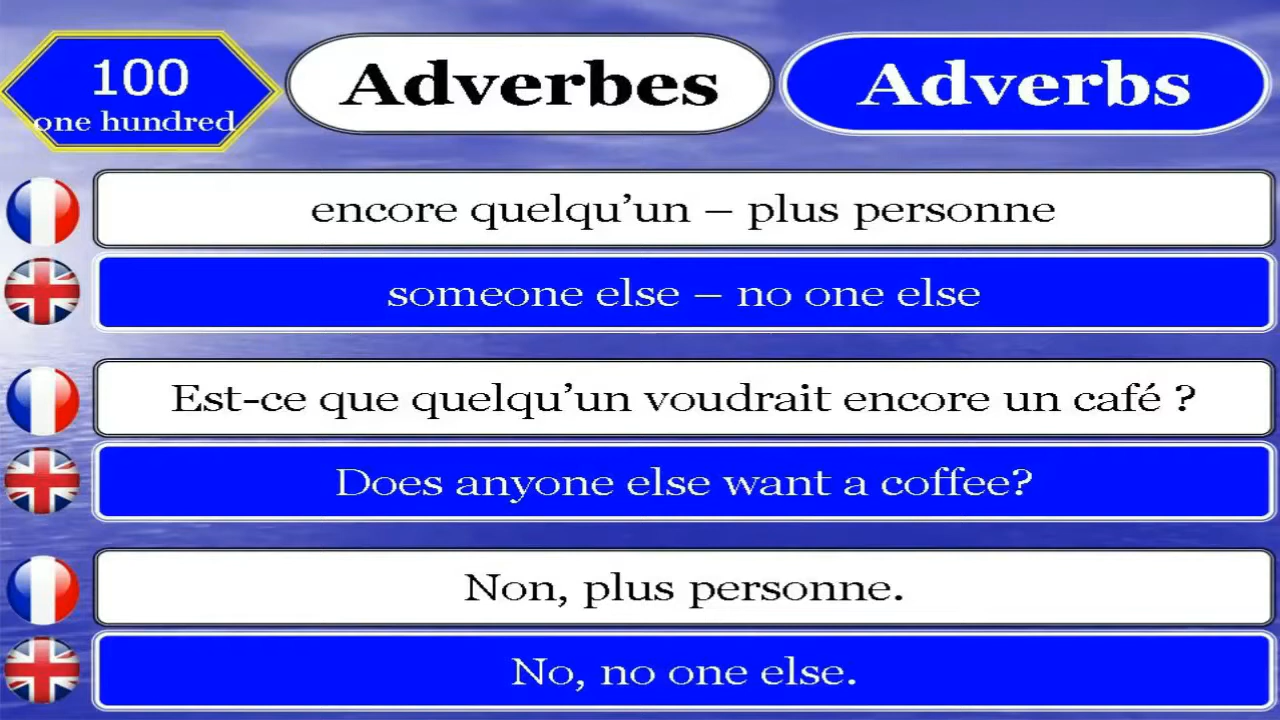 100
one hundred
Adverbes
Adverbs
encore quelqu’un – plus personne
someone else – no one else
Est-ce que quelqu’un voudrait encore un café ?
Does anyone else want a coffee?
Non, plus personne.
No, no one else.